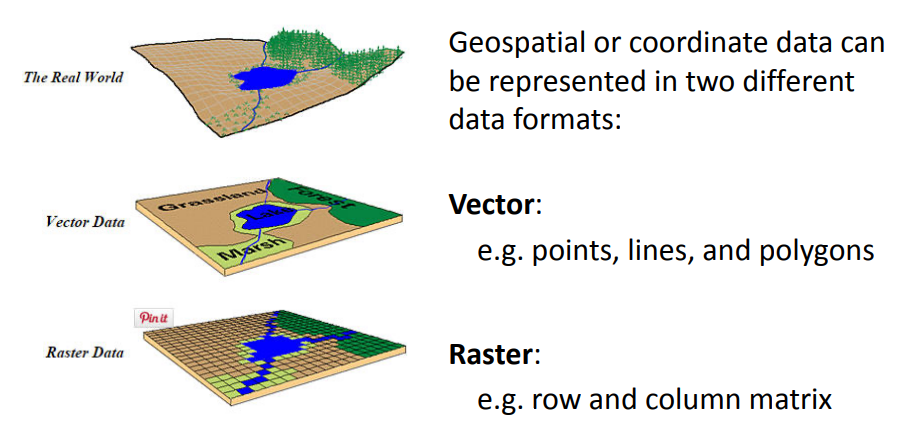 The Real World
Geospatial or coordinate data can
be represented in two different
data formats:
Vector Data
Grassland
Forest
Lake
Marsh
Vector:
e.g. points, lines, and polygons
Pin it
Raster Data
Raster:
e.g. row and column matrix